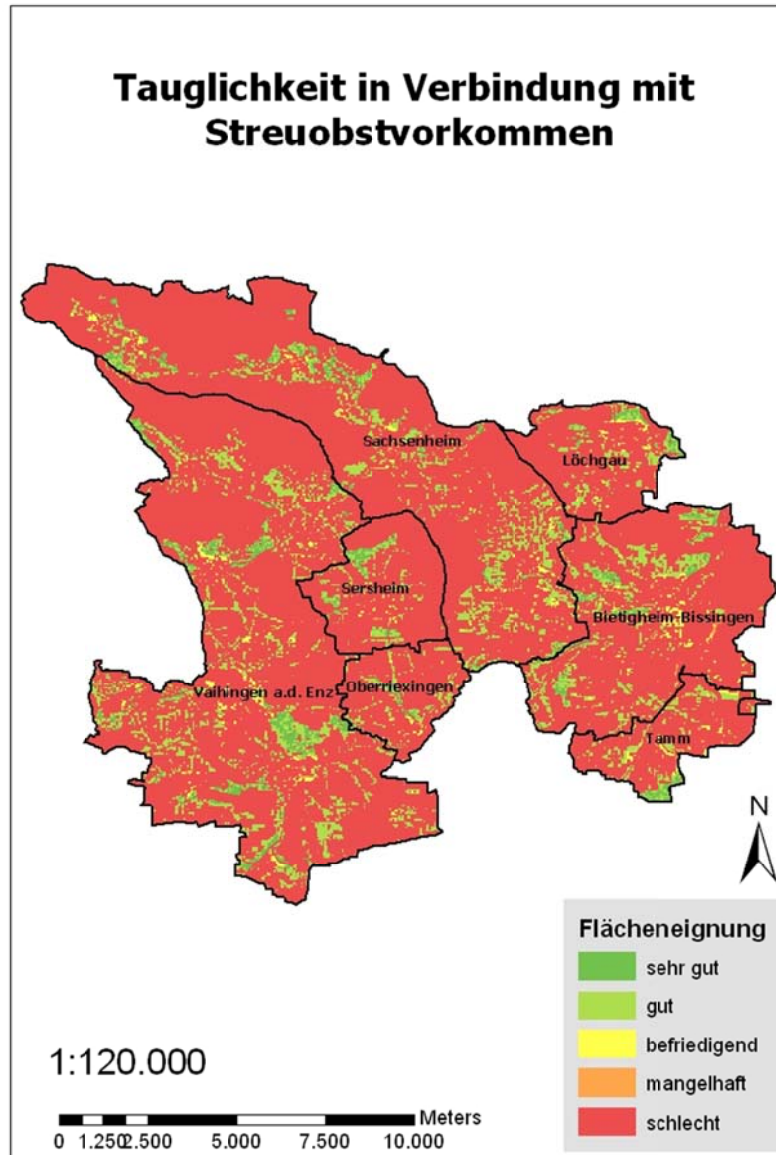 Tauglichkeit in Verbindung mit
Streuobstvorkommen
Sachsenheim
Löchgau
Sersheim
Bietigheim-Bissingen
Vaihingen a.d. Enz
Oberriexingen
Tamm
N
Flächeneignung
sehr gut
gut
befriedigend
mangelhaft
schlecht
1:120.000
Meters
0 1.250 2.500 5.000 7.500 10.000